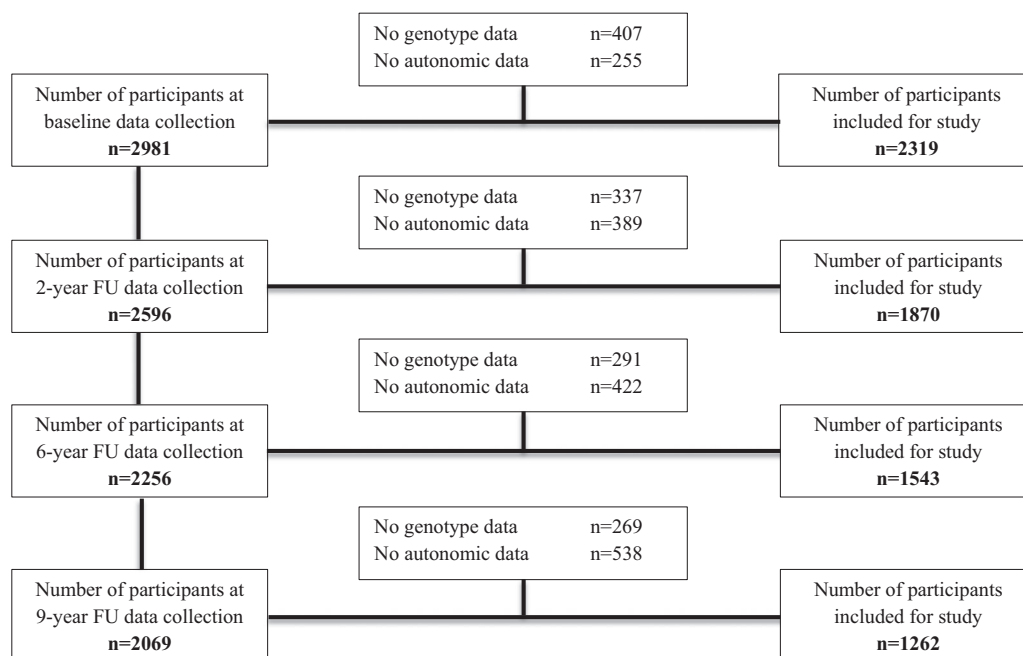 No genotype data n=407
No autonomic data n=255
Number of participants at
baseline data collection
n=2981
Number of participants
included for study
n=2319
No genotype data n=337
No autonomic data n=389
Number of participants at
2-year FU data collection
n=2596
Number of participants
included for study
n=1870
No genotype data n=291
No autonomic data n=422
Number of participants at
6-year FU data collection
n=2256
Number of participants
included for study
n=1543
No genotype data n=269
No autonomic data n=538
Number of participants at
9-year FU data collection
n=2069
Number of participants
included for study
n=1262